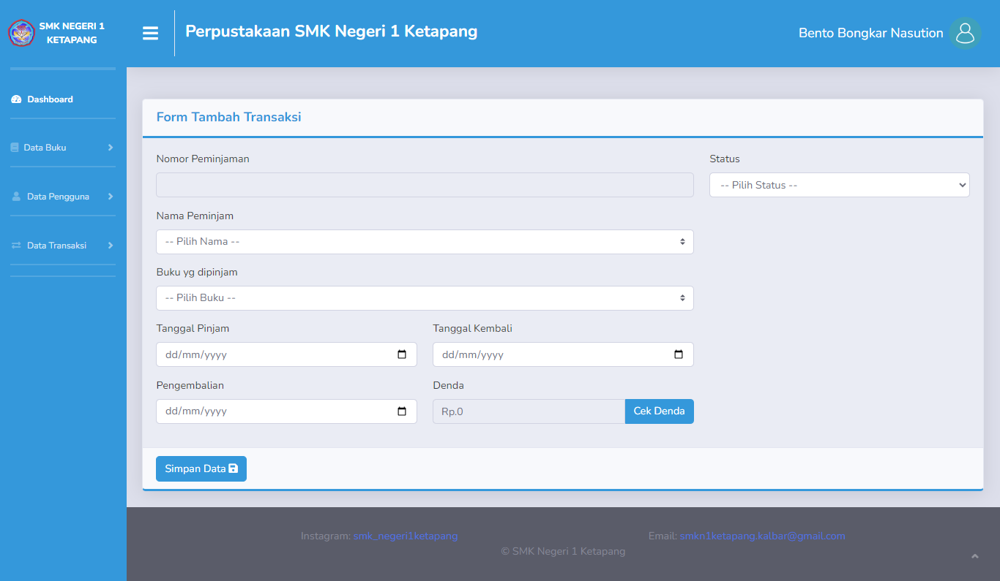 SMK NEGERI 1
KETAPANG
Perpustakaan SMK Negeri 1 Ketapang
Bento Bongkar Nasution
Dashboard
Data Buku
Data Pengguna
Data Transaksi
Form Tambah Transaksi
Nomor Peminjaman
Status
-- Pilih Status --
Nama Peminjam
-- Pilih Nama --
Buku yg dipinjam
-- Pilih Buku --
Tanggal Pinjam
Tanggal Kembali
dd/mm/yyyy
dd/mm/yyyy
Pengembalian
Denda
dd/mm/yyyy
Rp.0
Cek Denda
Simpan Data
Instagram: smk_negeri1ketapang
Email: smkn1ketapang.kalbar@gmail.com
© SMK Negeri 1 Ketapang